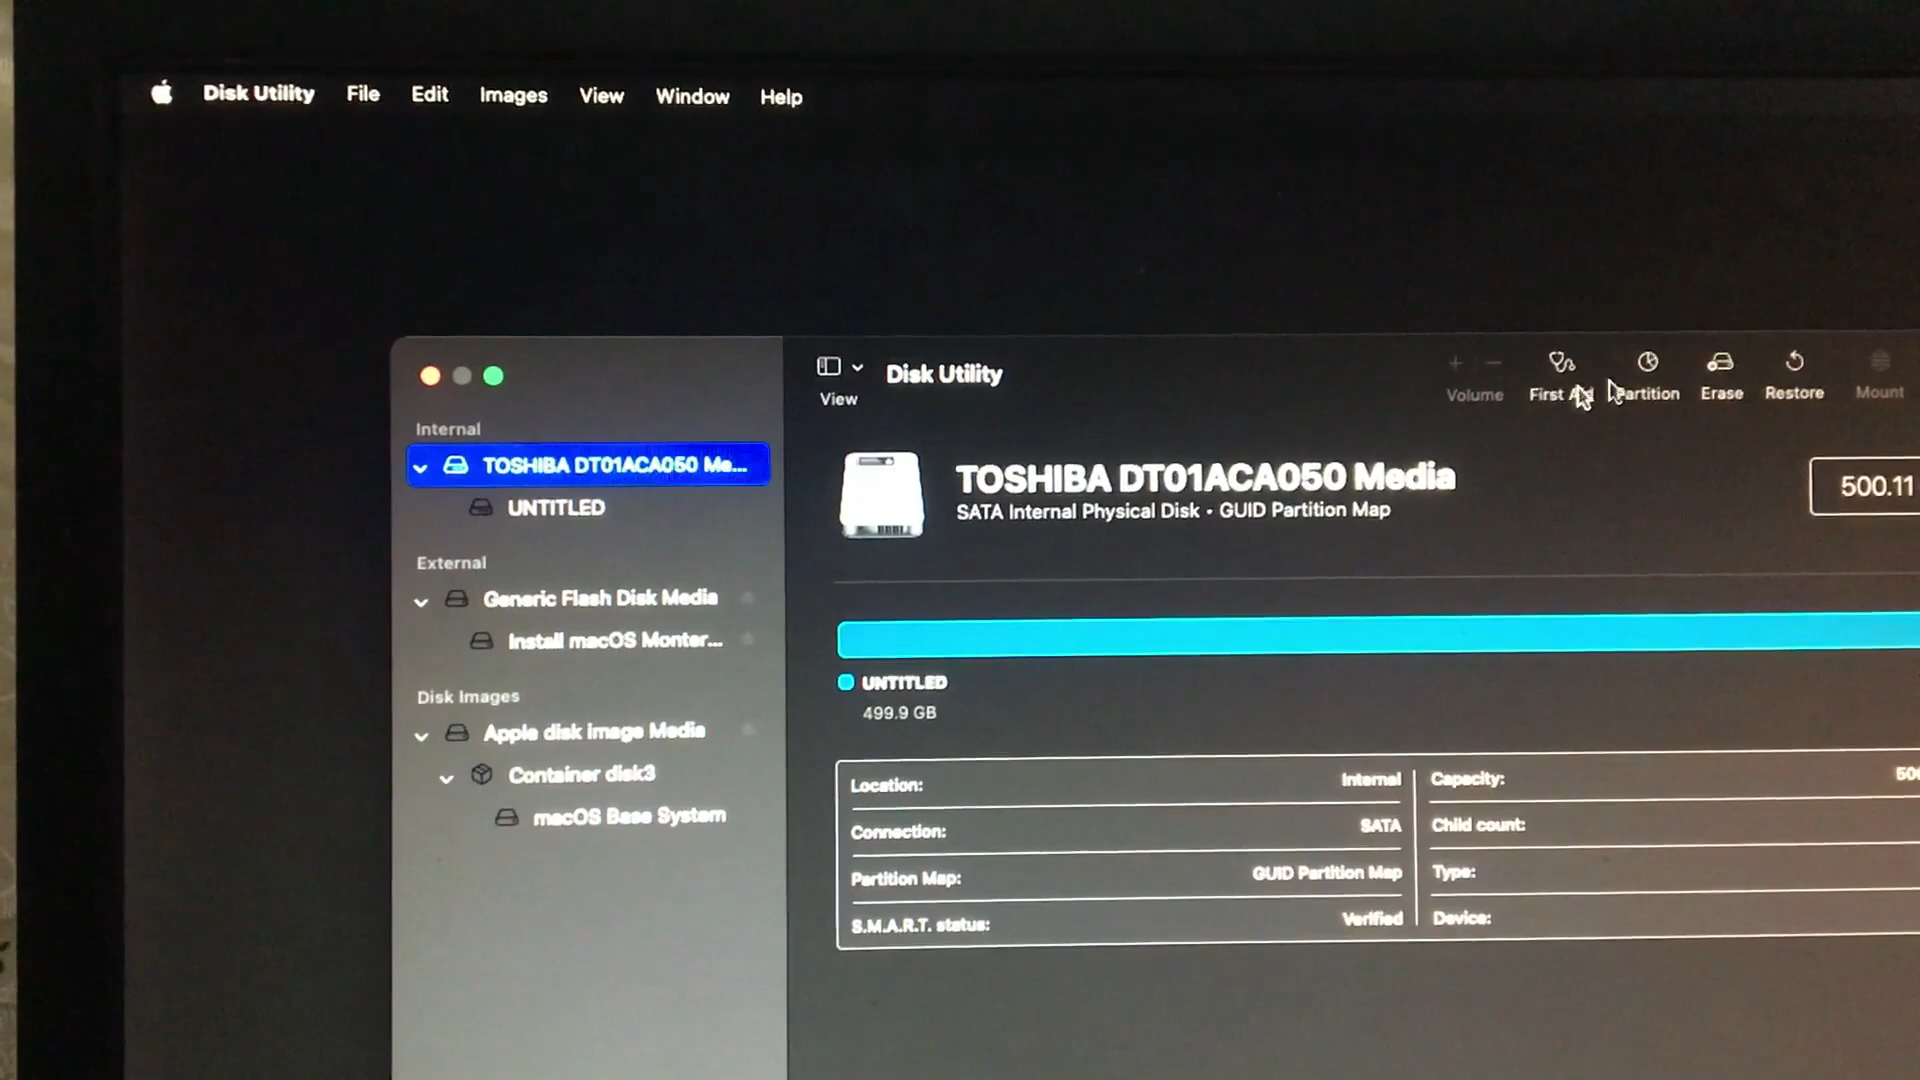 Disk Utility File Edit Images View Window Help
View
Disk Utility
Volume First Partition Erase Restore Mount
Internal
TOSHIBA DT01ACA050 Me...
UNTITLED
External
Generic Flash Disk Media
Install macOS Monter...
Disk Images
Apple disk image Media
Container disk3
macOS Base System
TOSHIBA DT01ACA050 Media
SATA Internal Physical Disk • GUID Partition Map
500.11
UNTITLED
499.9 GB
Location: Internal
Connection: SATA
Partition Map: GUID Partition Map
S.M.A.R.T. status: Verified
Capacity:
Child count:
Type:
Device: